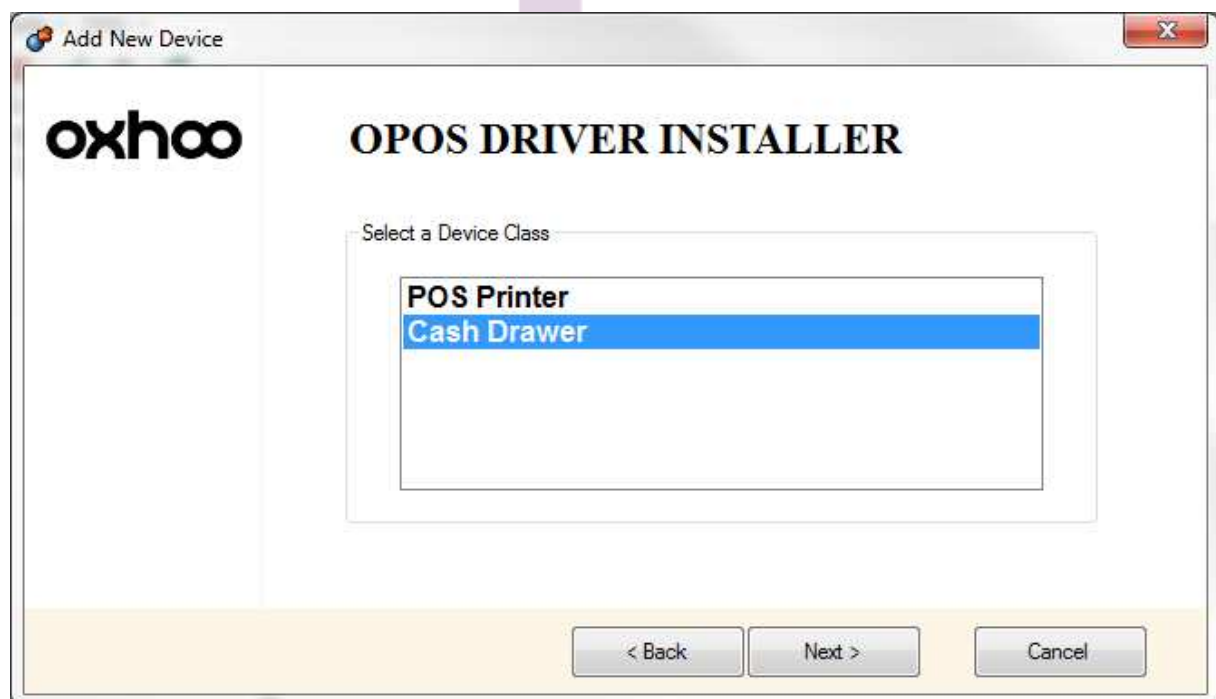 Add New Device
oxhoo
OPOS DRIVER INSTALLER
Select a Device Class
POS Printer
Cash Drawer
< Back
Next >
Cancel